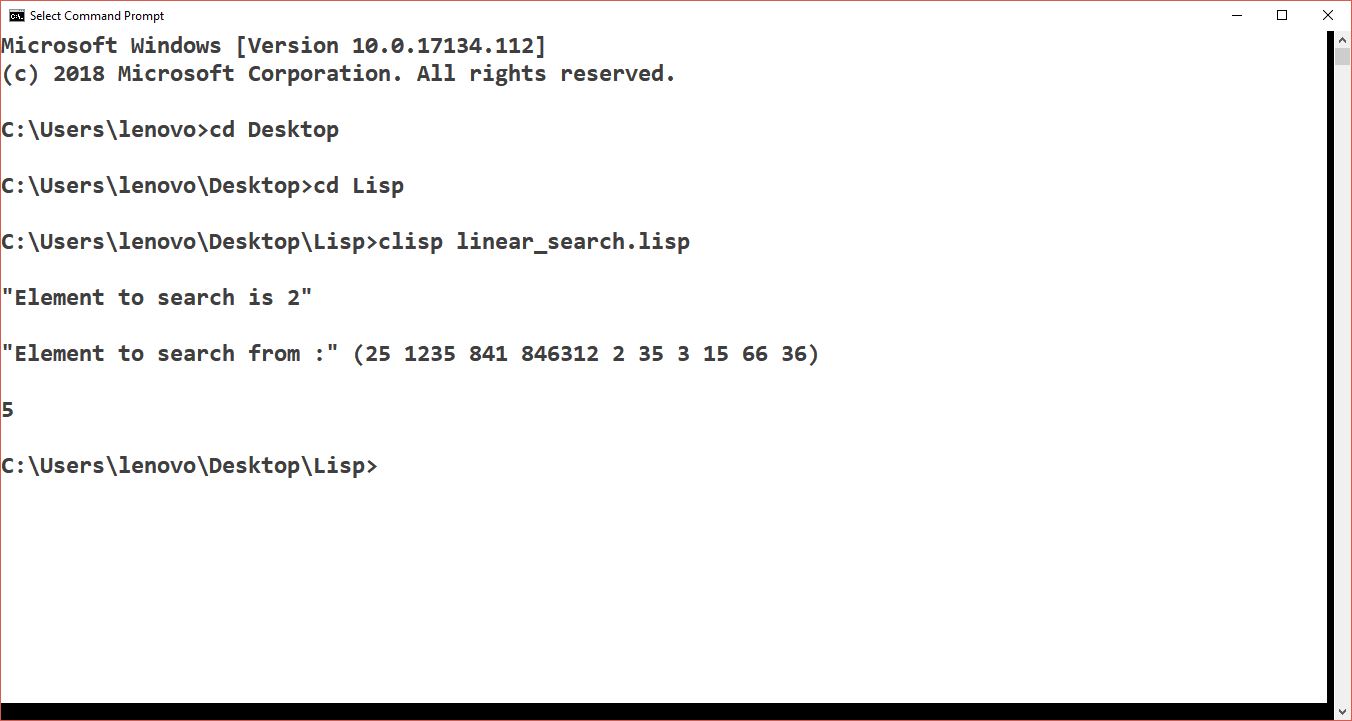 Select Command Prompt
Microsoft Windows [Version 10.0.17134.112]
(c) 2018 Microsoft Corporation. All rights reserved.
C:\Users\lenovo>cd Desktop
C:\Users\lenovo\Desktop>cd Lisp
C:\Users\lenovo\Desktop\Lisp>clisp linear_search.lisp
"Element to search is 2"
"Element to search from :" (25 1235 841 846312 2 35 3 15 66 36)
5
C:\Users\lenovo\Desktop\Lisp>